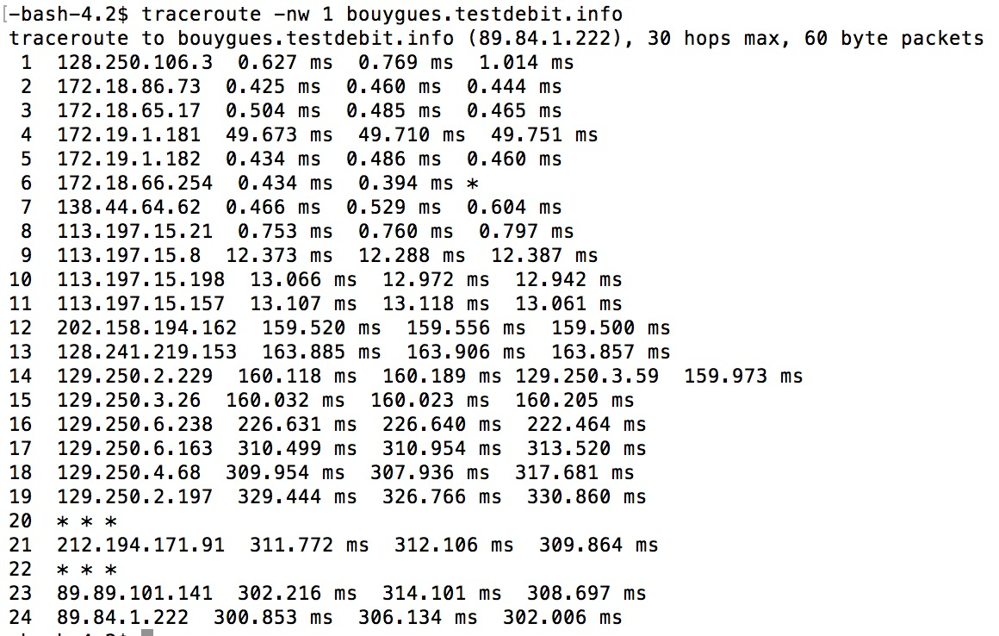 [-bash-4.2$ traceroute -nw 1 bouygues.testdebit.info
traceroute to bouygues.testdebit.info (89.84.1.222), 30 hops max, 60 byte packets
 1  128.250.106.3  0.627 ms  0.769 ms  1.014 ms
 2  172.18.86.73  0.425 ms  0.460 ms  0.444 ms
 3  172.18.65.17  0.504 ms  0.485 ms  0.465 ms
 4  172.19.1.181  49.673 ms  49.710 ms  49.751 ms
 5  172.19.1.182  0.434 ms  0.486 ms  0.460 ms
 6  172.18.66.254  0.434 ms  0.394 ms *
 7  138.44.64.62  0.466 ms  0.529 ms  0.604 ms
 8  113.197.15.21  0.753 ms  0.760 ms  0.797 ms
 9  113.197.15.8  12.373 ms  12.288 ms  12.387 ms
10  113.197.15.198  13.066 ms  12.972 ms  12.942 ms
11  113.197.15.157  13.107 ms  13.118 ms  13.061 ms
12  202.158.194.162  159.520 ms  159.556 ms  159.500 ms
13  128.241.219.153  163.885 ms  163.906 ms  163.857 ms
14  129.250.2.229  160.118 ms  160.189 ms 129.250.3.59  159.973 ms
15  129.250.3.26  160.032 ms  160.023 ms  160.205 ms
16  129.250.6.238  226.631 ms  226.640 ms  222.464 ms
17  129.250.6.163  310.499 ms  310.954 ms  313.520 ms
18  129.250.4.68  309.954 ms  307.936 ms  317.681 ms
19  129.250.2.197  329.444 ms  326.766 ms  330.860 ms
20  * * *
21  212.194.171.91  311.772 ms  312.106 ms  309.864 ms
22  * * *
23  89.89.101.141  302.216 ms  314.101 ms  308.697 ms
24  89.84.1.222  300.853 ms  306.134 ms  302.006 ms